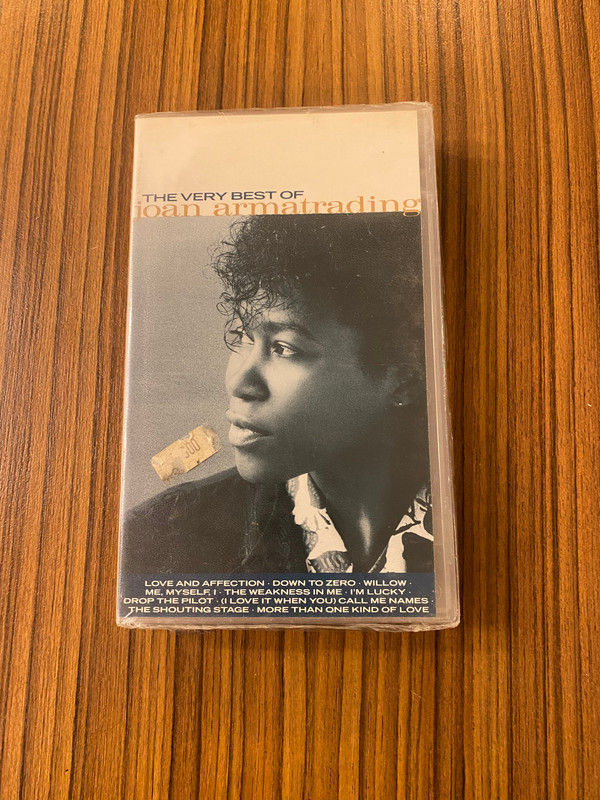 THE VERY BEST OF
joan armatrading
300
LOVE AND AFFECTION · DOWN TO ZERO · WILLOW ·
ME, MYSELF, I · THE WEAKNESS IN ME · I'M LUCKY ·
DROP THE PILOT · (I LOVE IT WHEN YOU) CALL ME NAMES ·
THE SHOUTING STAGE · MORE THAN ONE KIND OF LOVE